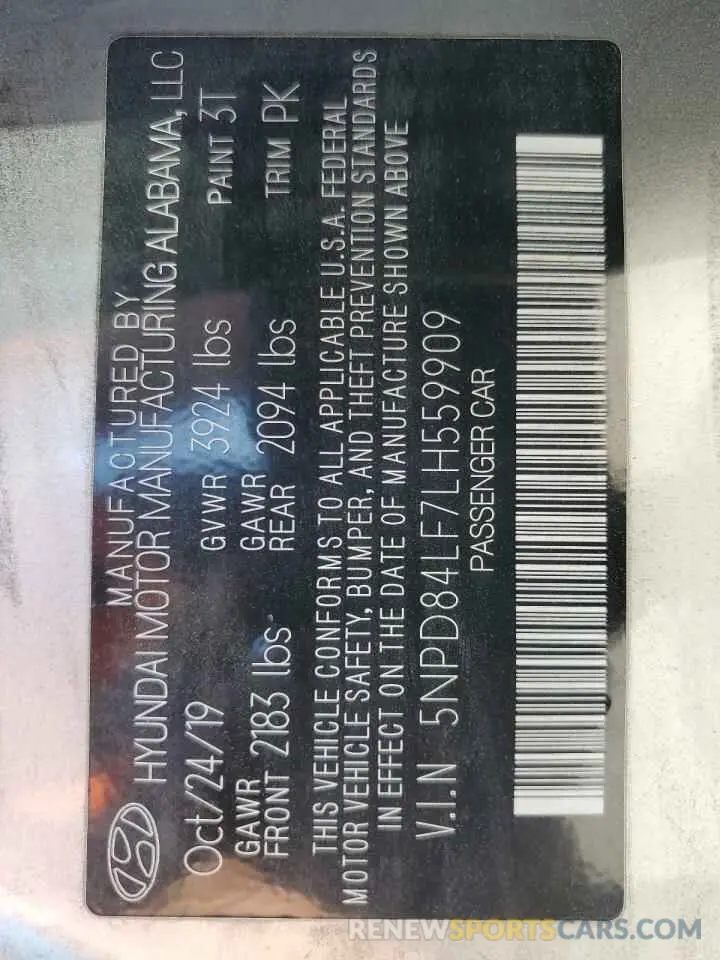 MANUFACTURED BY
HYUNDAI MOTOR MANUFACTURING ALABAMA, LLC
Oct/24/19 GVWR 3924 lbs PAINT 3T
GAWR GAWR
FRONT 2183 lbs REAR 2094 lbs TRIM PK
THIS VEHICLE CONFORMS TO ALL APPLICABLE U.S.A. FEDERAL
MOTOR VEHICLE SAFETY, BUMPER, AND THEFT PREVENTION STANDARDS
IN EFFECT ON THE DATE OF MANUFACTURE SHOWN ABOVE
V.I.N 5NPD84LF7LH559909
PASSENGER CAR
RENEWSPORTSCARS.COM